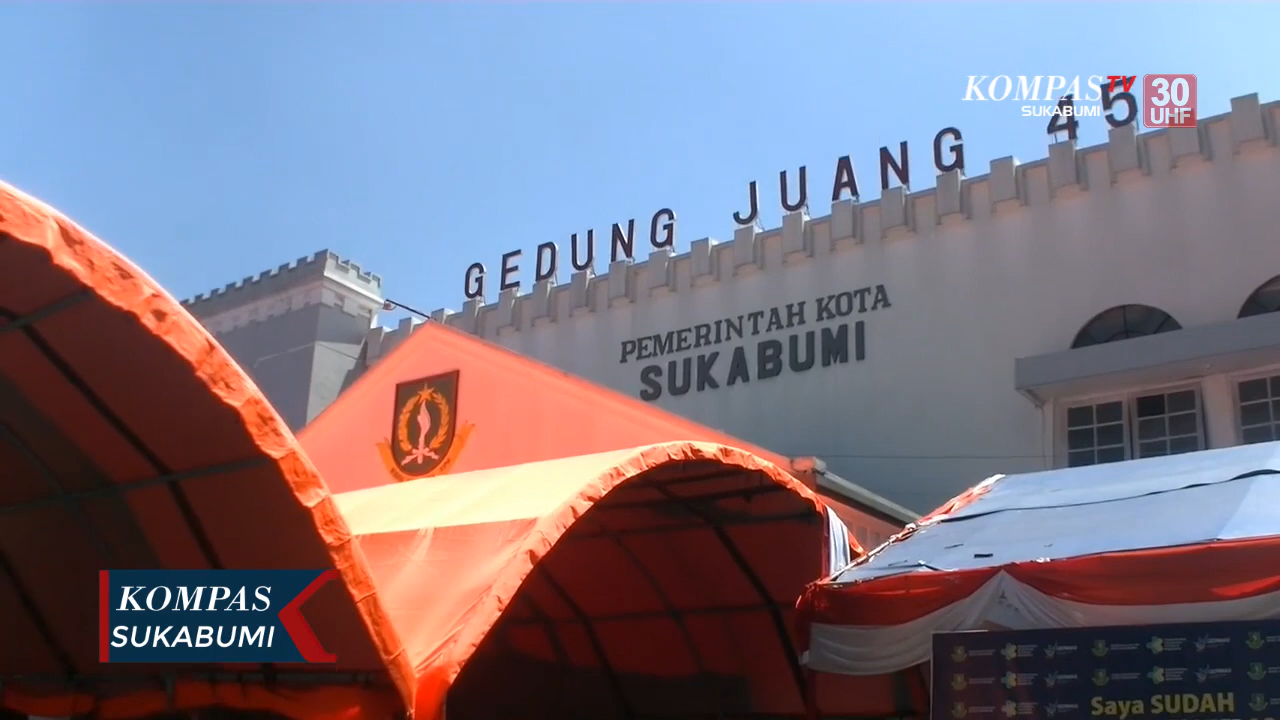 KOMPASTV
SUKABUMI
30
UHF
GEDUNG JUANG 45
PEMERINTAH KOTA
SUKABUMI
KOMPAS
SUKABUMI
Saya SUDAH